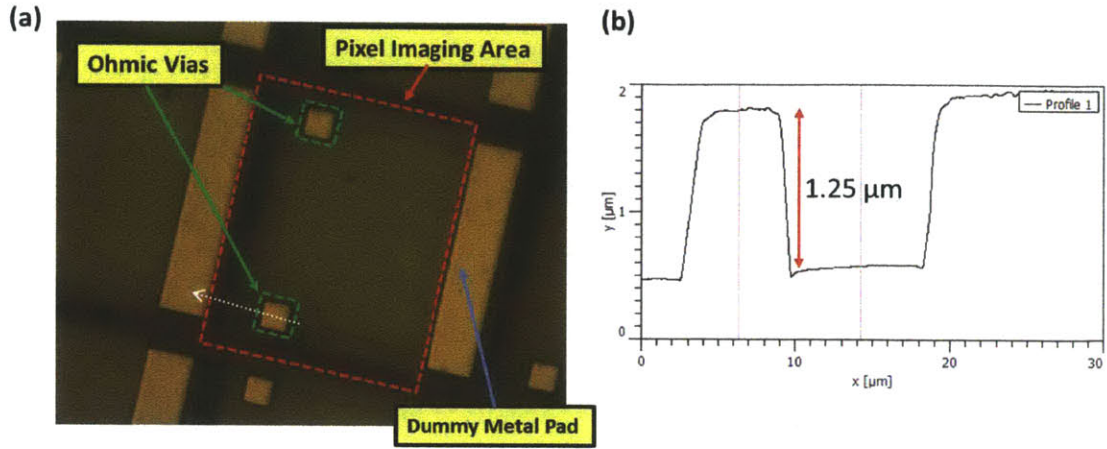 (a)
Pixel Imaging Area
Ohmic Vias
Dummy Metal Pad
(b)
Profile 1
1.25 µm
y [µm]
2
1
0
0
10
20
30
x [µm]